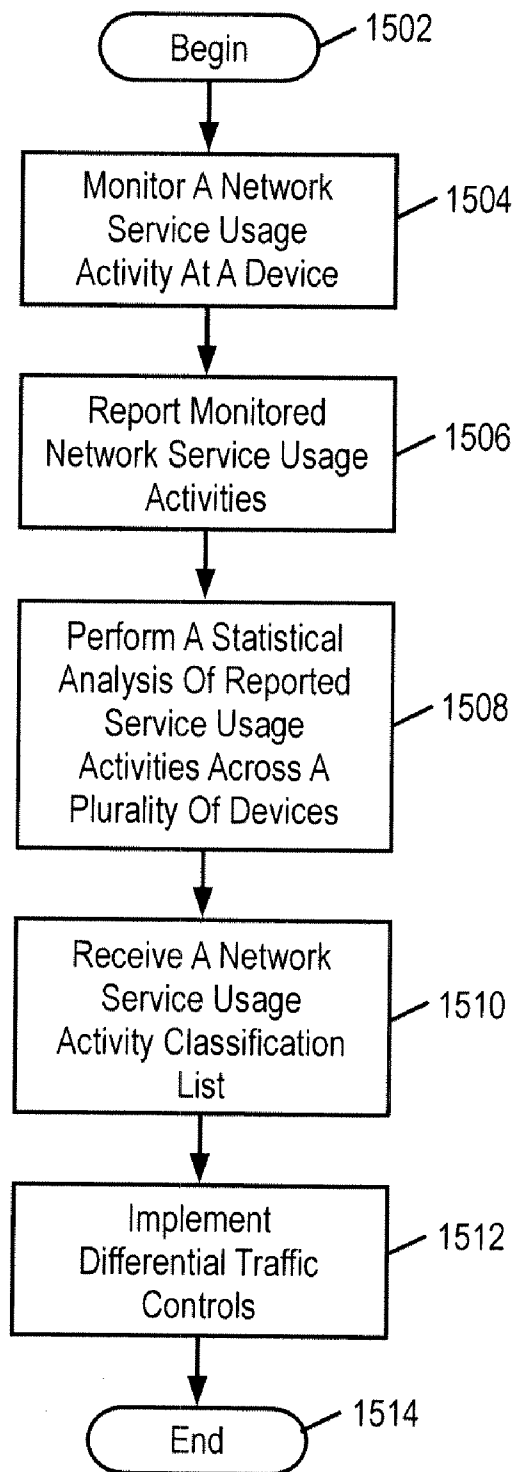 Begin
1502
Monitor A Network
Service Usage
Activity At A Device
1504
Report Monitored
Network Service Usage
Activities
1506
Perform A Statistical
Analysis Of Reported
Service Usage
Activities Across A
Plurality Of Devices
1508
Receive A Network
Service Usage
Activity Classification
List
1510
Implement
Differential Traffic
Controls
1512
End
1514